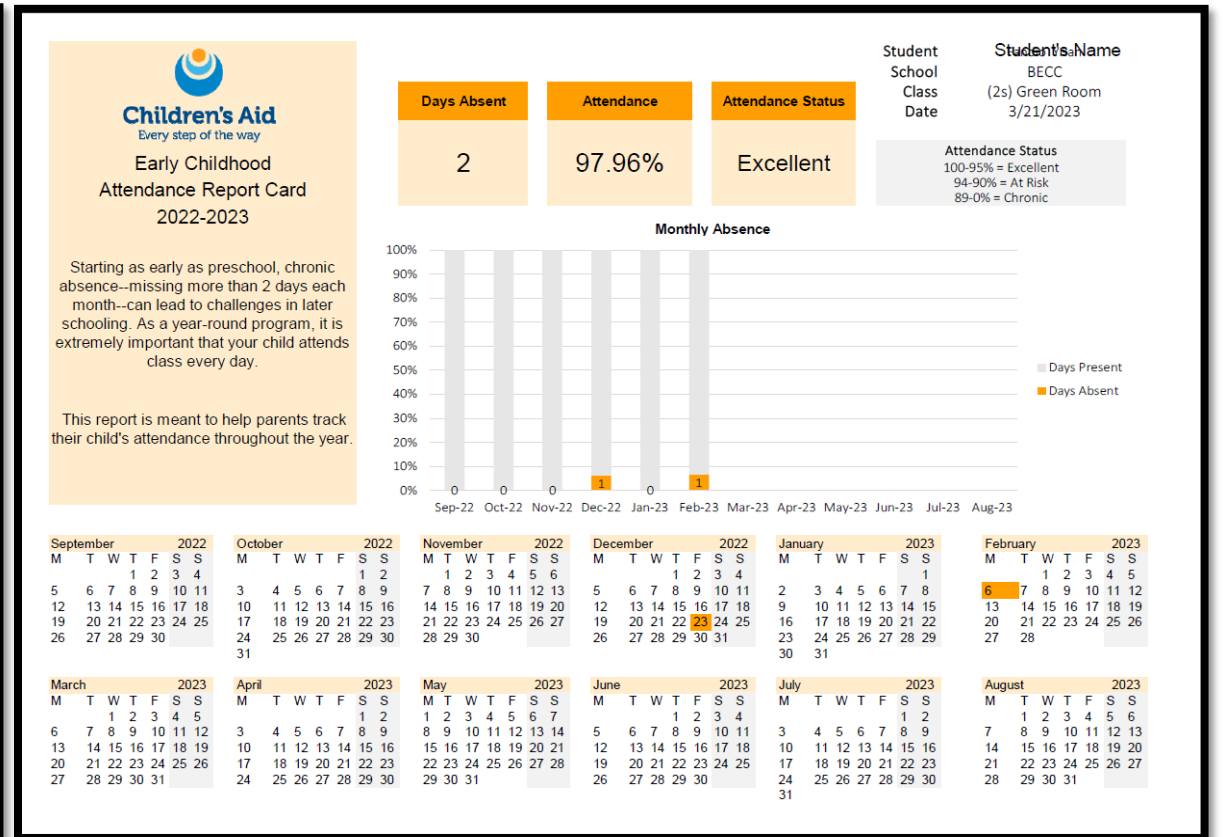 Children's Aid
Every step of the way
Early Childhood
Attendance Report Card
2022-2023
Starting as early as preschool, chronic
absence--missing more than 2 days each
month--can lead to challenges in later
schooling. As a year-round program, it is
extremely important that your child attends
class every day.
This report is meant to help parents track
their child's attendance throughout the year.
Days Absent
2
Attendance
97.96%
Attendance Status
Excellent
Student Student's Name
School BECC
Class (2s) Green Room
Date 3/21/2023
Attendance Status
100-95% = Excellent
94-90% = At Risk
89-0% = Chronic
Monthly Absence
100%
90%
80%
70%
60%
50%
40%
30%
20%
10%
0%
0 0 0 1 0 1
Sep-22 Oct-22 Nov-22 Dec-22 Jan-23 Feb-23 Mar-23 Apr-23 May-23 Jun-23 Jul-23 Aug-23
Days Present
Days Absent
September 2022
M T W T F S S
1 2 3 4
5 6 7 8 9 10 11
12 13 14 15 16 17 18
19 20 21 22 23 24 25
26 27 28 29 30
October 2022
M T W T F S S
1 2
3 4 5 6 7 8 9
10 11 12 13 14 15 16
17 18 19 20 21 22 23
24 25 26 27 28 29 30
31
November 2022
M T W T F S S
1 2 3 4 5 6
7 8 9 10 11 12 13
14 15 16 17 18 19 20
21 22 23 24 25 26 27
28 29 30
December 2022
M T W T F S S
1 2 3 4
5 6 7 8 9 10 11
12 13 14 15 16 17 18
19 20 21 22 23 24 25
26 27 28 29 30 31
January 2023
M T W T F S S
1
2 3 4 5 6 7 8
9 10 11 12 13 14 15
16 17 18 19 20 21 22
23 24 25 26 27 28 29
30 31
February 2023
M T W T F S S
1 2 3 4 5
6 7 8 9 10 11 12
13 14 15 16 17 18 19
20 21 22 23 24 25 26
27 28
March 2023
M T W T F S S
1 2 3 4 5
6 7 8 9 10 11 12
13 14 15 16 17 18 19
20 21 22 23 24 25 26
27 28 29 30 31
April 2023
M T W T F S S
1 2
3 4 5 6 7 8 9
10 11 12 13 14 15 16
17 18 19 20 21 22 23
24 25 26 27 28 29 30
May 2023
M T W T F S S
1 2 3 4 5 6 7
8 9 10 11 12 13 14
15 16 17 18 19 20 21
22 23 24 25 26 27 28
29 30 31
June 2023
M T W T F S S
1 2 3 4
5 6 7 8 9 10 11
12 13 14 15 16 17 18
19 20 21 22 23 24 25
26 27 28 29 30
July 2023
M T W T F S S
1 2
3 4 5 6 7 8 9
10 11 12 13 14 15 16
17 18 19 20 21 22 23
24 25 26 27 28 29 30
31
August 2023
M T W T F S S
1 2 3 4 5 6
7 8 9 10 11 12 13
14 15 16 17 18 19 20
21 22 23 24 25 26 27
28 29 30 31